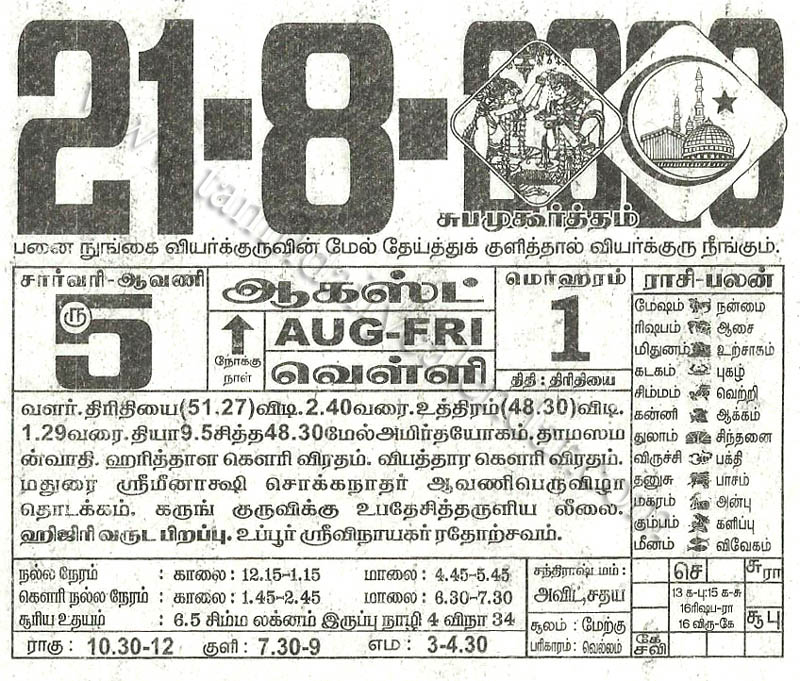 21-8-2020
சுபமுகூர்த்தம்
பனை நுங்கை வியர்க்குருவின் மேல் தேய்த்துக் குளித்தால் வியர்க்குரு நீங்கும்.
சார்வரி-ஆவணி
ரு
5
ஆகஸ்ட்
AUG-FRI
வெள்ளி
நோக்கு
நாள்
மொஹரம்
1
திதி : திரிதியை
ராசி-பலன்
மேஷம் நன்மை
ரிஷபம் ஆசை
மிதுனம் உற்சாகம்
கடகம் புகழ்
சிம்மம் வெற்றி
கன்னி ஆக்கம்
துலாம் சிந்தனை
விருச்சி பக்தி
தனுசு பாசம்
மகரம் அன்பு
கும்பம் களிப்பு
மீனம் விவேகம்
வளர். திரிதியை(51.27)விடி.2.40வரை.உத்திரம்(48.30)விடி.
1.29வரை.தியா9.5சித்த48.30மேல்அமிர்தயோகம்.தாமஸம
ன்வாதி. ஹரித்தாள கௌரி விரதம். விபத்தார கௌரி விரதம்.
மதுரை ஸ்ரீமீனாக்ஷி சொக்கநாதர் ஆவணிபெருவிழா
தொடக்கம். கருங் குருவிக்கு உபதேசித்தருளிய லீலை.
ஹிஜிரி வருட பிறப்பு. உப்பூர் ஸ்ரீவிநாயகர் ரதோற்சவம்.
நல்ல நேரம் : காலை : 12.15-1.15 மாலை : 4.45-5.45
கௌரி நல்ல நேரம் : காலை : 1.45-2.45 மாலை : 6.30-7.30
சூரிய உதயம் : 6.5 சிம்ம லக்னம் இருப்பு நாழி 4 விநா 34
ராகு : 10.30-12 குளி : 7.30-9 எம : 3-4.30
சந்திராஷ்டமம் :
அவிட்,சதய
சூலம் : மேற்கு
பரிகாரம் : வெல்லம்
செ
சு
ரா
13 க-பு:15 க-சு
16ரிஷப-ரா
16 விரு-கே
சூ பு
கே
ச வி